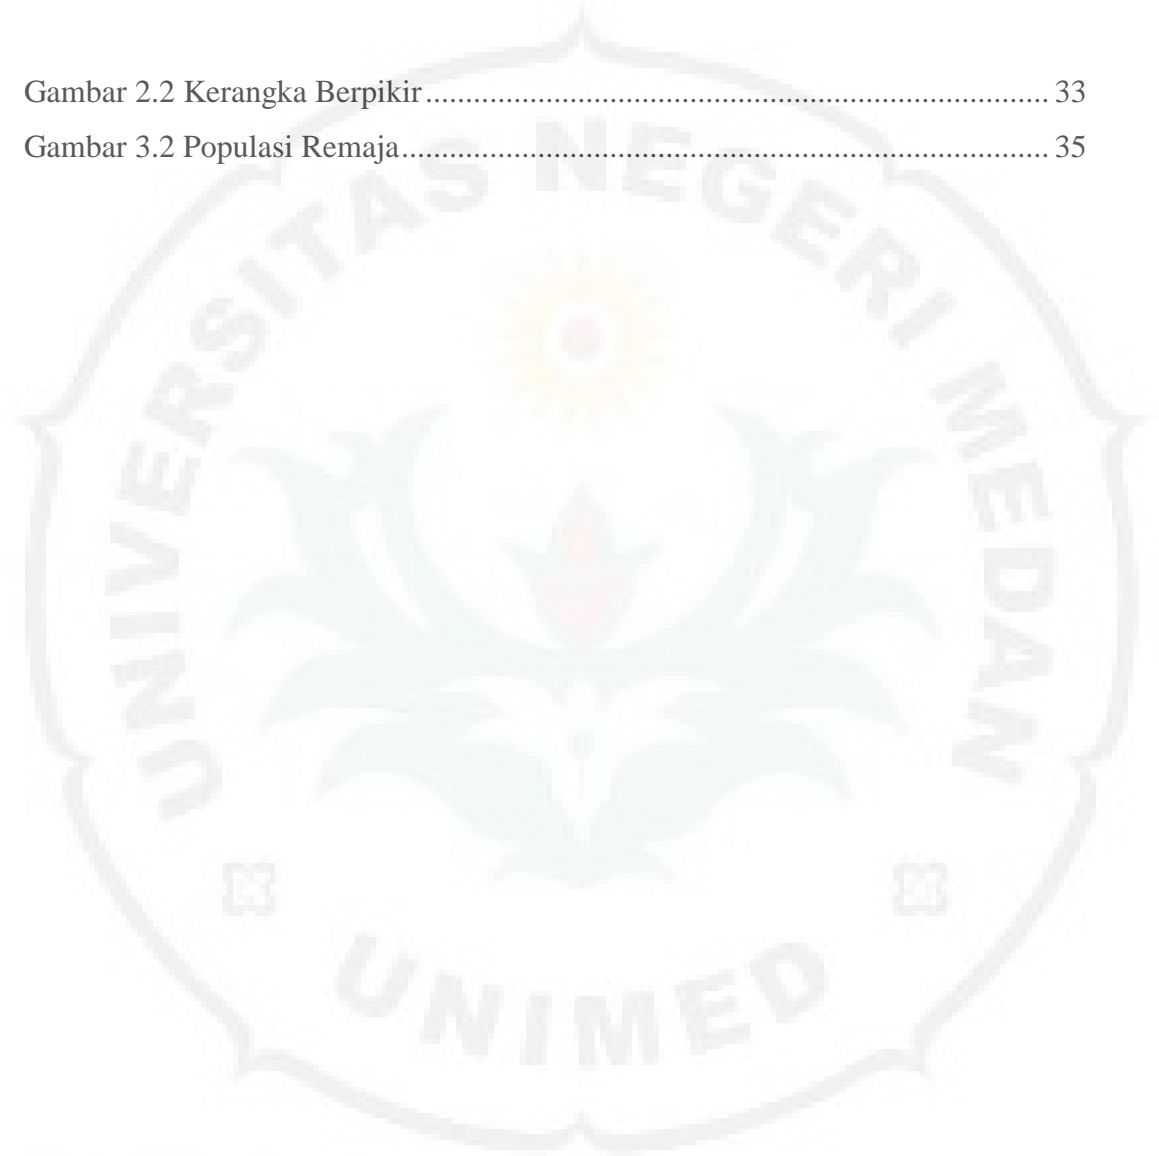 Gambar 2.2 Kerangka Berpikir.............................................................................. 33
Gambar 3.2 Populasi Remaja................................................................................. 35
UNIVERSITAS NEGERI MEDAN
UNIMED